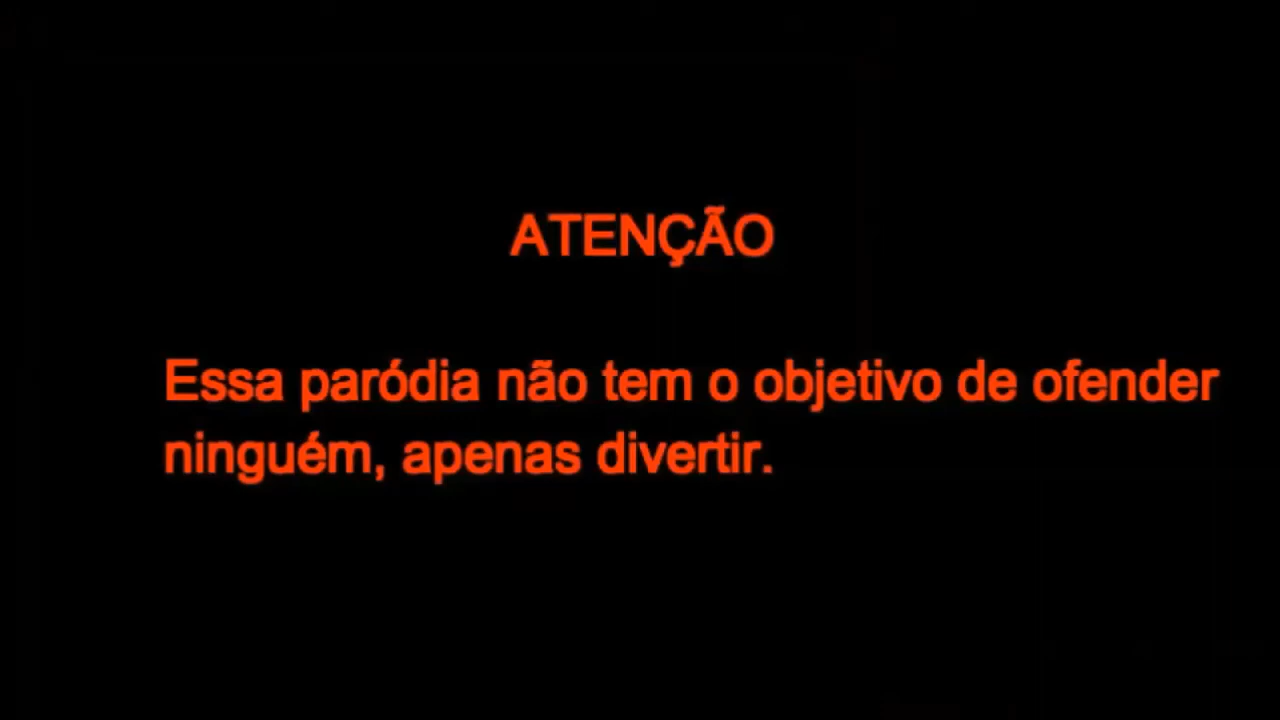 ATENÇÃO
Essa paródia não tem o objetivo de ofender
ninguém, apenas divertir.